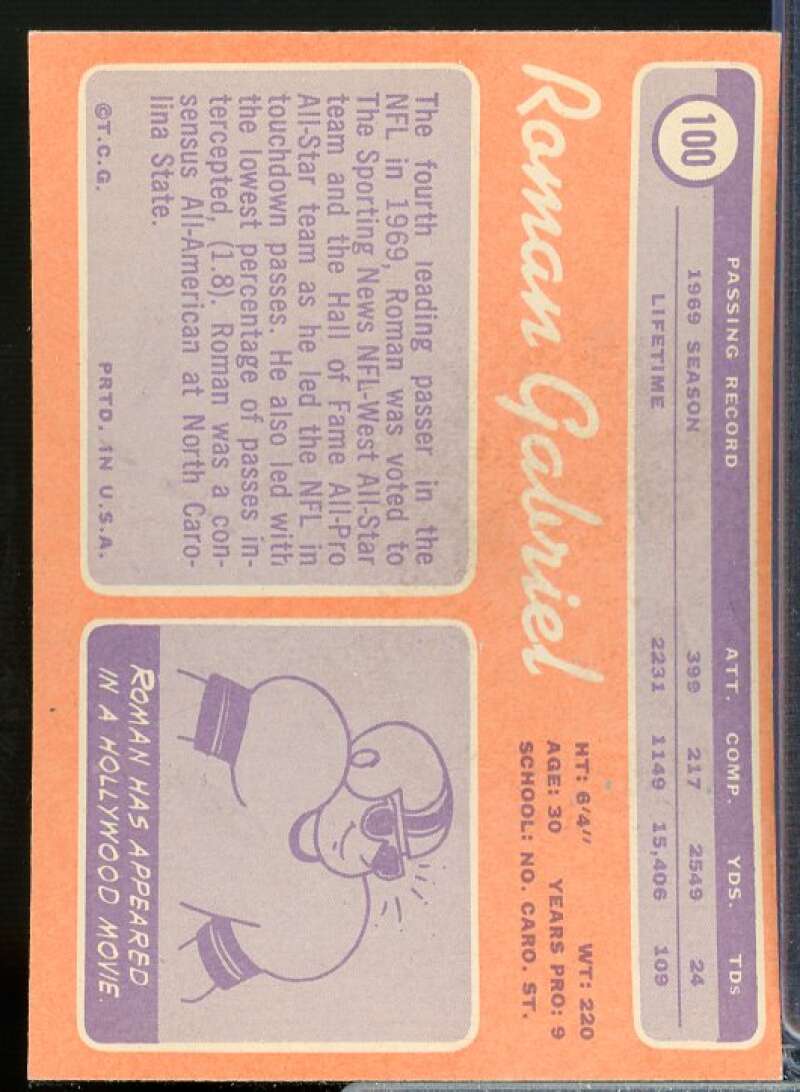 100
PASSING RECORD ATT. COMP. YDS. TDs
1969 SEASON 399 217 2549 24
LIFETIME 2231 1149 15,406 109
Roman Gabriel
HT: 6'4" WT: 220
AGE: 30 YEARS PRO: 9
SCHOOL: NO. CARO. ST.
The fourth leading passer in the
NFL in 1969, Roman was voted to
The Sporting News NFL-West All-Star
team and the Hall of Fame All-Pro
All-Star team as he led the NFL in
touchdown passes. He also led with
the lowest percentage of passes in-
tercepted, (1.8). Roman was a con-
sensus All-American at North Caro-
lina State.
©T.C.G. PRTD. IN U.S.A.
ROMAN HAS APPEARED
IN A HOLLYWOOD MOVIE.